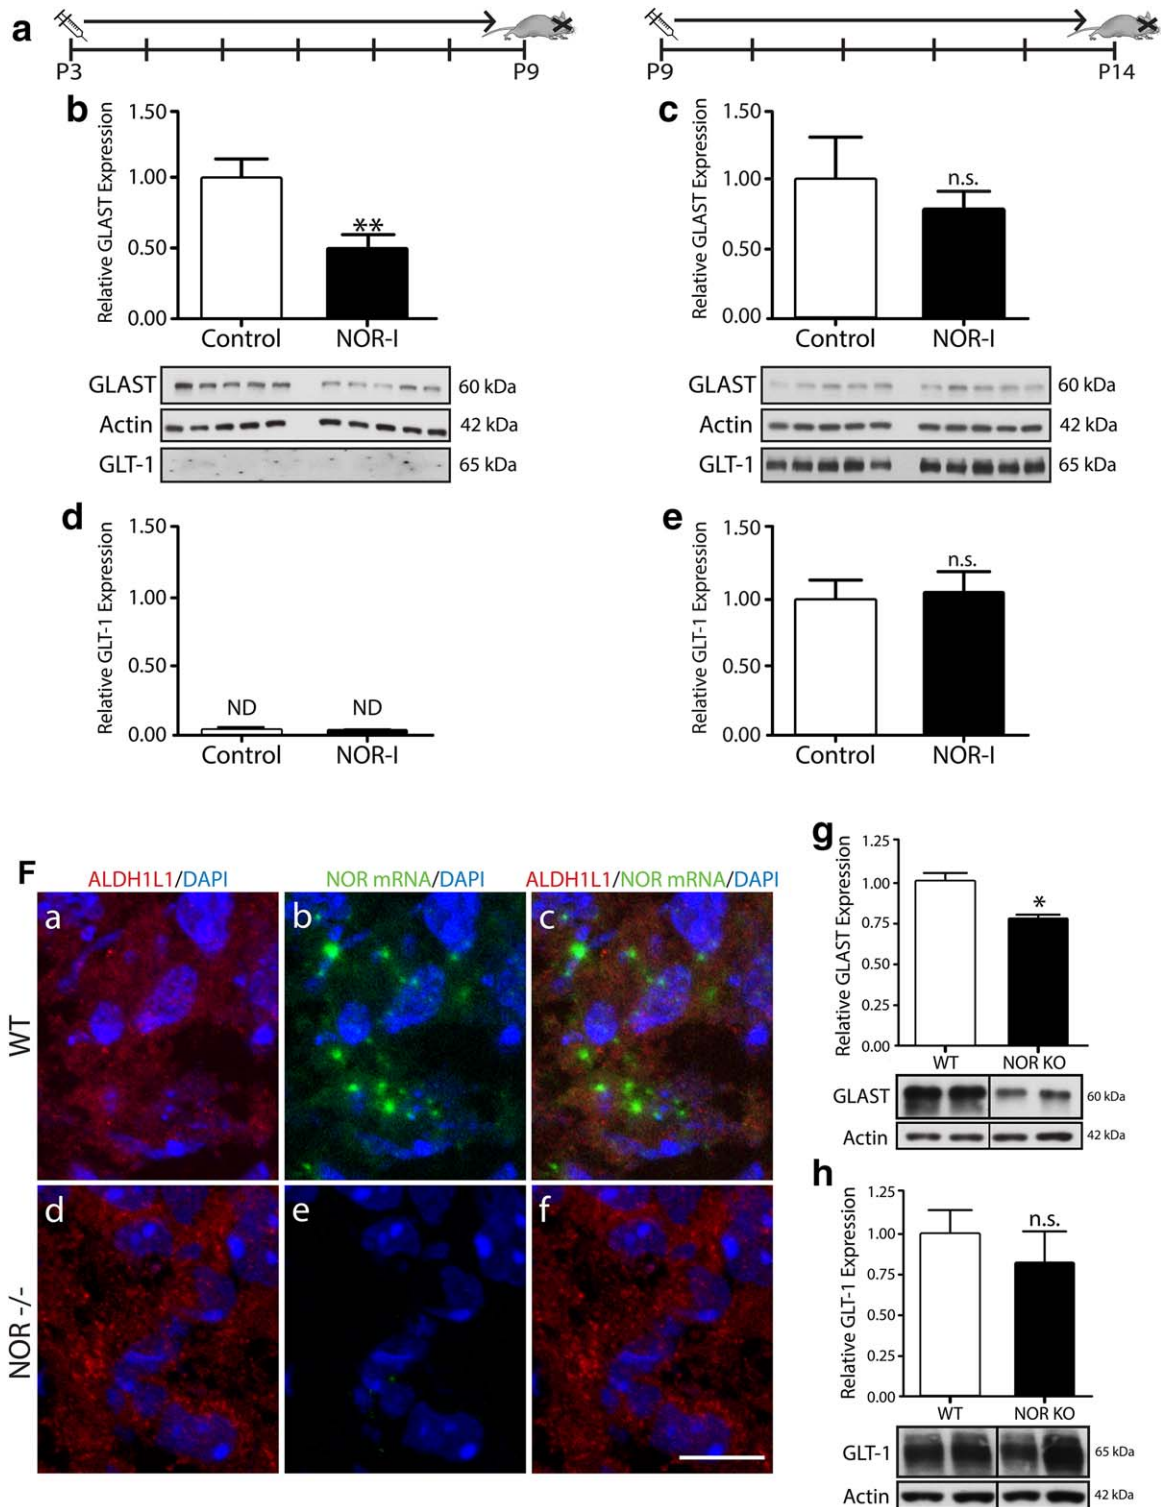 a
P3
P9
P9
P14
b
Relative GLAST Expression
1.50
1.00
0.50
0.00
**
Control
NOR-I
GLAST
60 kDa
Actin
42 kDa
GLT-1
65 kDa
c
Relative GLAST Expression
1.50
1.00
0.50
0.00
n.s.
Control
NOR-I
GLAST
60 kDa
Actin
42 kDa
GLT-1
65 kDa
d
Relative GLT-1 Expression
1.50
1.00
0.50
0.00
ND
ND
Control
NOR-I
e
Relative GLT-1 Expression
1.50
1.00
0.50
0.00
n.s.
Control
NOR-I
F
ALDH1L1/DAPI
NOR mRNA/DAPI
ALDH1L1/NOR mRNA/DAPI
WT
a
b
c
NOR -/-
d
e
f
g
Relative GLAST Expression
1.25
1.00
0.75
0.50
0.25
0.00
*
WT
NOR KO
GLAST
60 kDa
Actin
42 kDa
h
Relative GLT-1 Expression
1.25
1.00
0.75
0.50
0.25
0.00
n.s.
WT
NOR KO
GLT-1
65 kDa
Actin
42 kDa